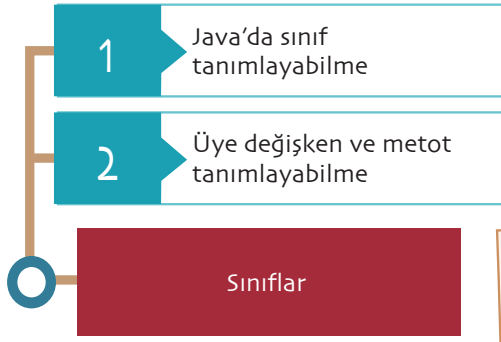 1
Java’da sınıf
tanımlayabilme
2
Üye değişken ve metot
tanımlayabilme
Sınıflar